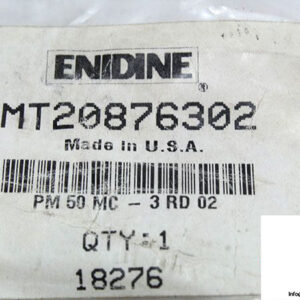 ENIDINE
®
MT20876302
Made in U.S.A.
PM 50 MC - 3 RD 02
QTY:1
18276